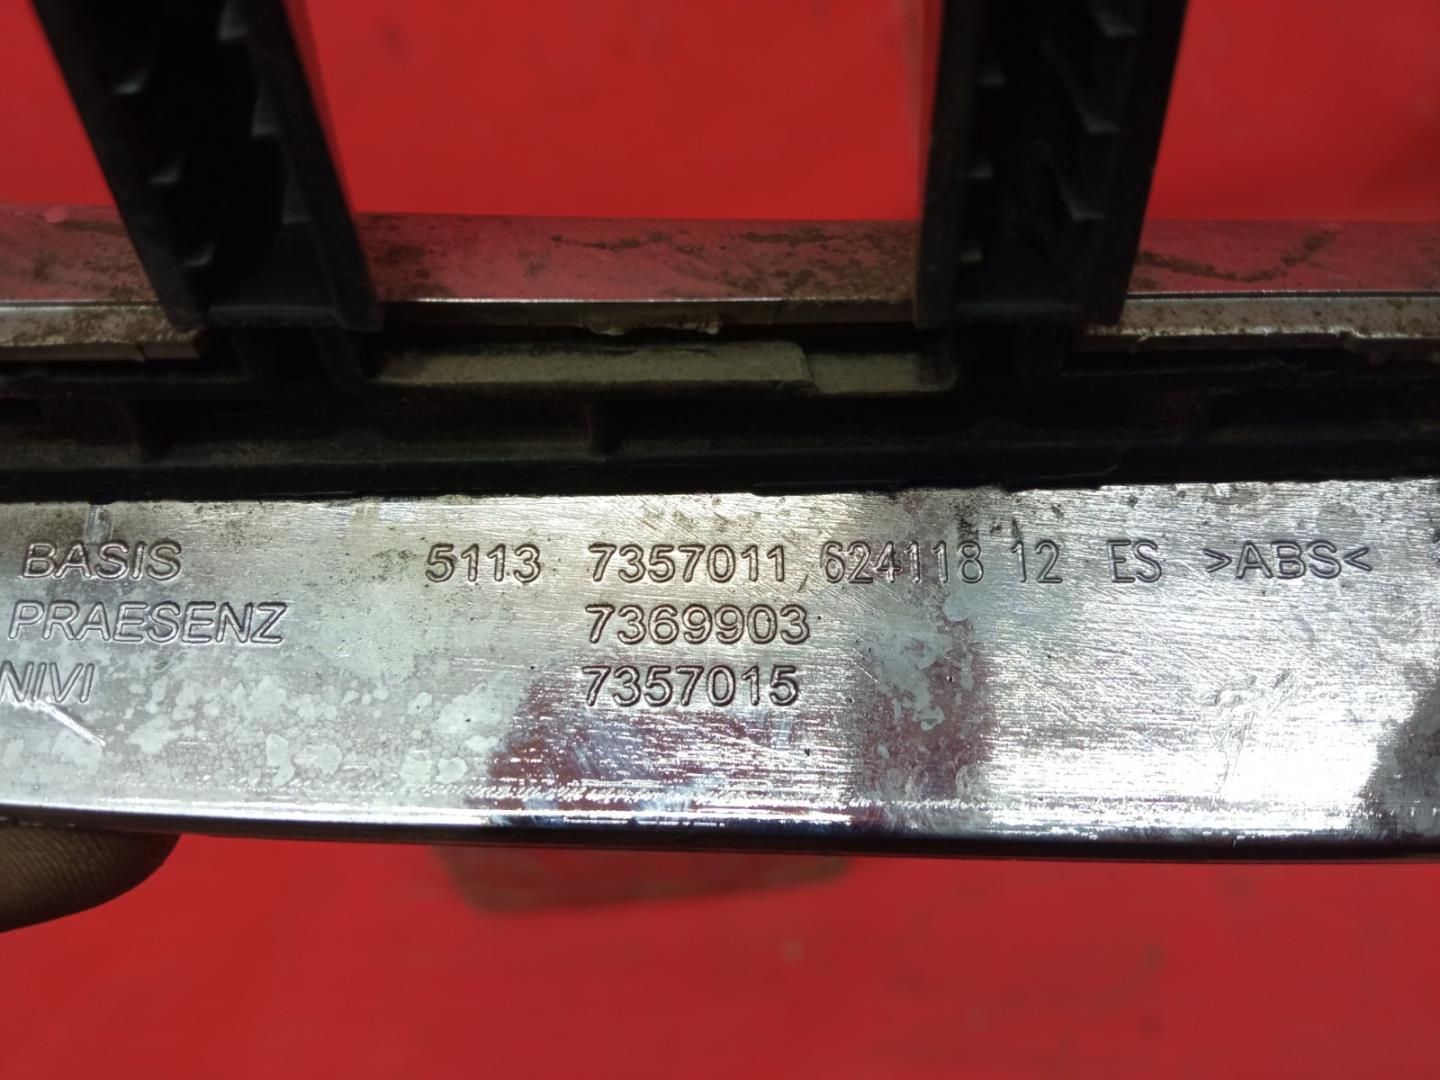 BASIS 5113 7357011,624118 12 ES >ABS<
PRAESENZ 7369903
NIVI 7357015